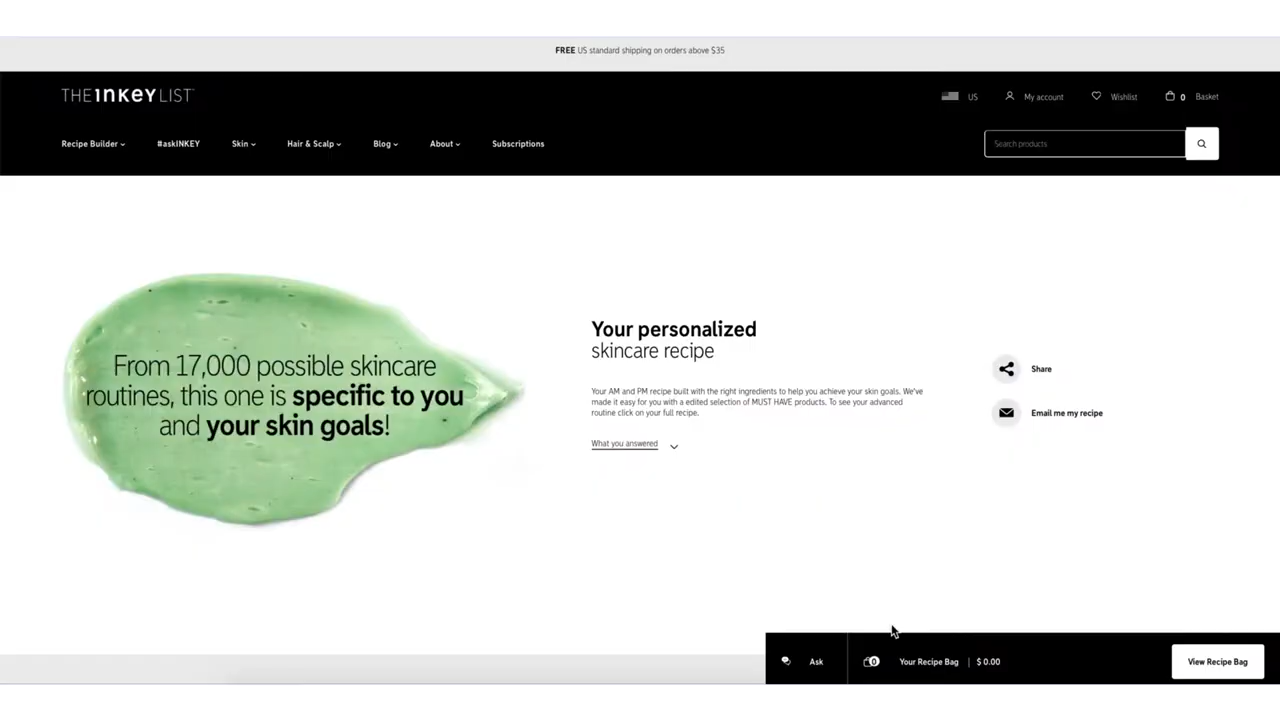 FREE US standard shipping on orders above $35
THE INKEY LIST
US
My account
Wishlist
0
Basket
Recipe Builder
#askINKEY
Skin
Hair & Scalp
Blog
About
Subscriptions
Search products
From 17,000 possible skincare
routines, this one is specific to you
and your skin goals!
Your personalized
skincare recipe
Your AM and PM recipe built with the right ingredients to help you achieve your skin goals. We've
made it easy for you with a edited selection of MUST HAVE products. To see your advanced
routine click on your full recipe.
What you answered
Share
Email me my recipe
Ask
0
Your Recipe Bag | $ 0.00
View Recipe Bag